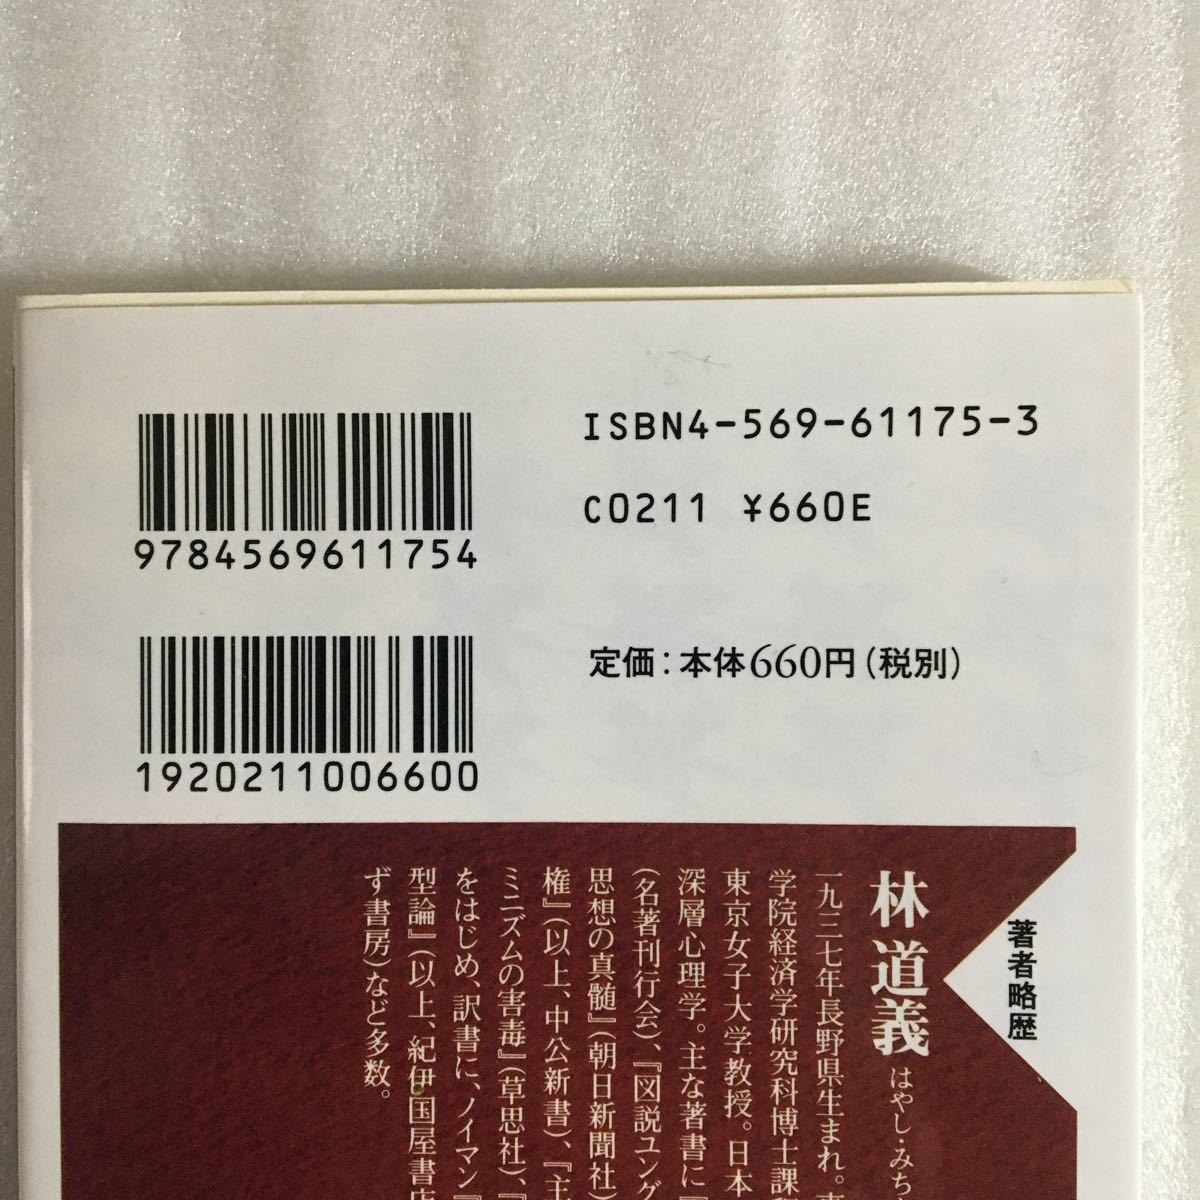 ISBN4-569-61175-3
C0211 ¥660E
9784569611754
定価：本体660円（税別）
1920211006600
著者略歴
林 道義 はやし・みち
一九三七年長野県生まれ。
学院経済学研究科博士課
東京女子大学教授。日本
深層心理学。主な著書に『
（名著刊行会）、『図説ユング
思想の真髄』（朝日新聞社）
権』（以上、中公新書）、『主
ミニズムの害毒』（草思社）、『
をはじめ、訳書に、ノイマン『
型論』（以上、紀伊國屋書店
ず書房）など多数。